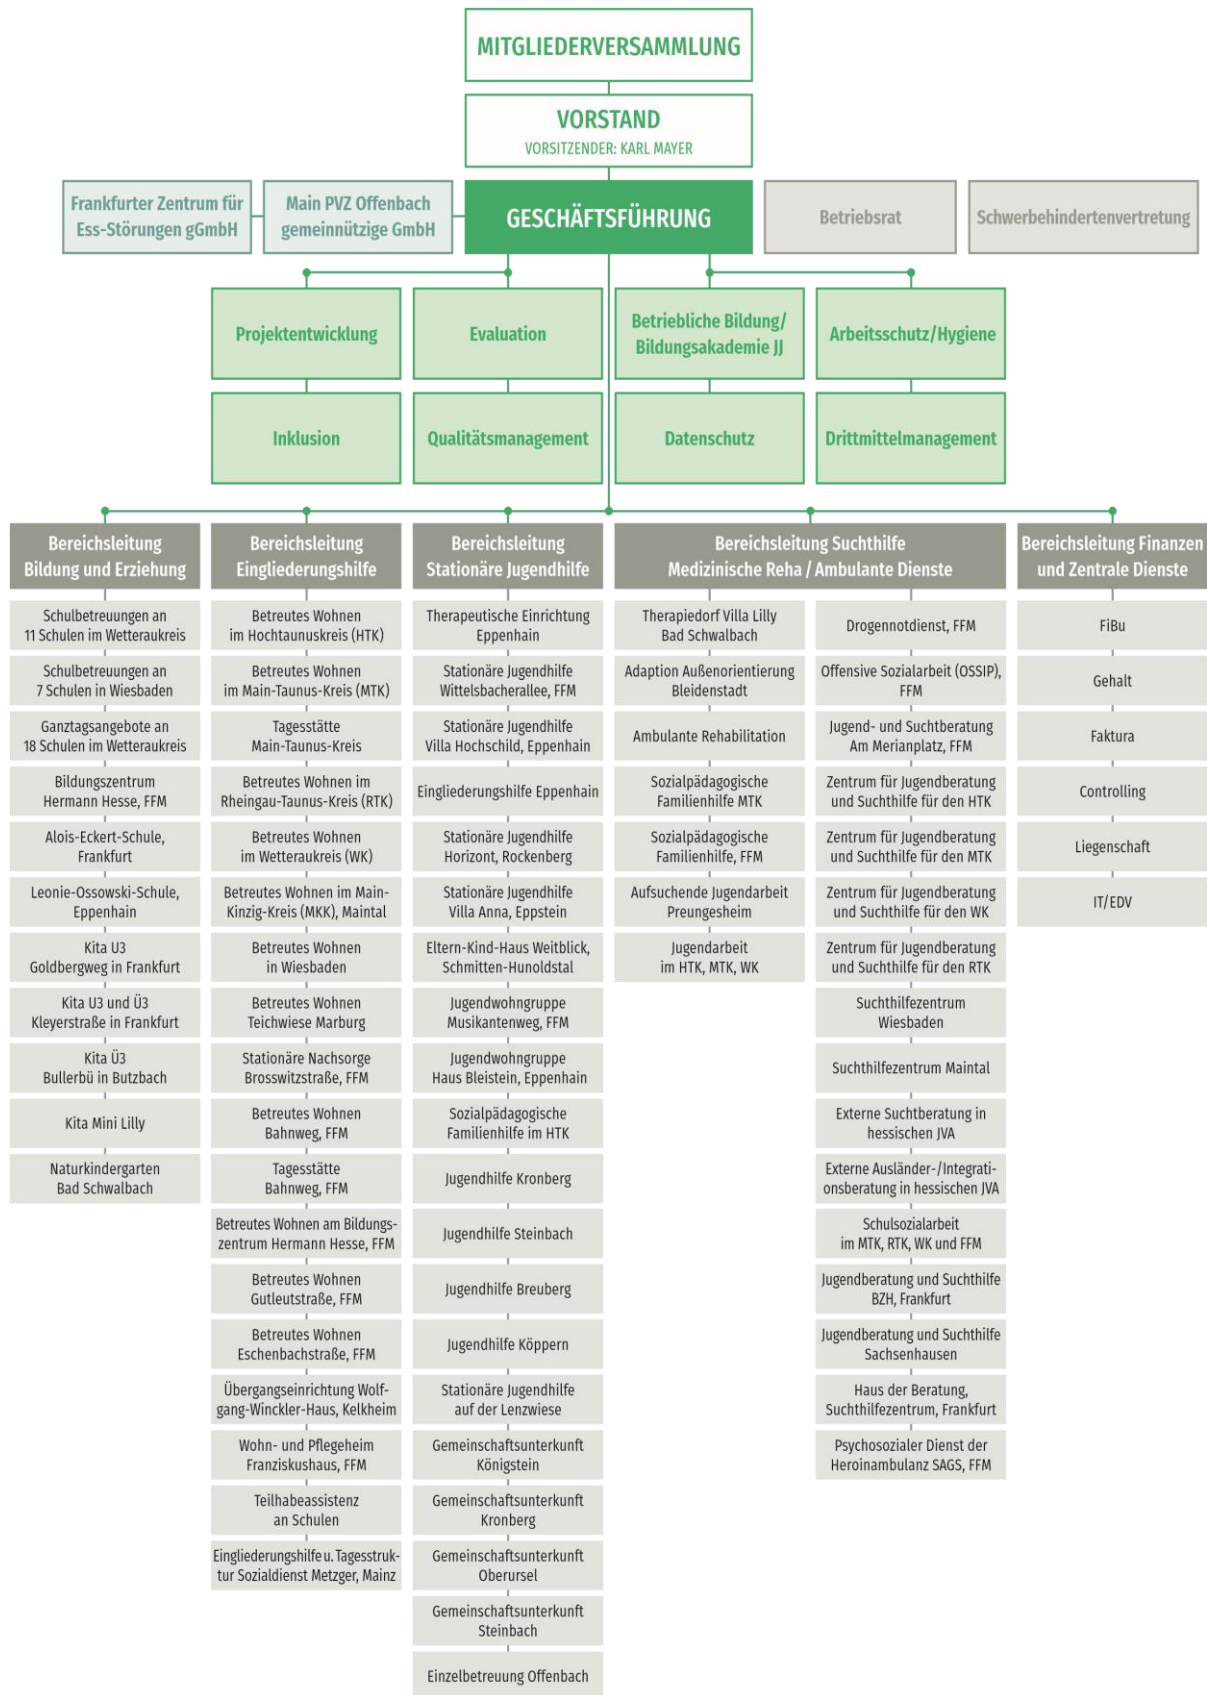 MITGLIEDERVERSAMMLUNG
VORSTAND
VORSITZENDER: KARL MAYER
Frankfurter Zentrum für
Ess-Störungen gGmbH
Main PVZ Offenbach
gemeinnützige GmbH
GESCHÄFTSFÜHRUNG
Betriebsrat
Schwerbehindertenvertretung
Projektentwicklung
Evaluation
Betriebliche Bildung/
Bildungsakademie JJ
Arbeitsschutz/Hygiene
Inklusion
Qualitätsmanagement
Datenschutz
Drittmittelmanagement
Bereichsleitung
Bildung und Erziehung
Schulbetreuungen an
11 Schulen im Wetteraukreis
Schulbetreuungen an
7 Schulen in Wiesbaden
Ganztagsangebote an
18 Schulen im Wetteraukreis
Bildungszentrum
Hermann Hesse, FFM
Alois-Eckert-Schule,
Frankfurt
Leonie-Ossowski-Schule,
Eppenhain
Kita U3
Goldbergweg in Frankfurt
Kita U3 und Ü3
Kleyerstraße in Frankfurt
Kita Ü3
Bullerbü in Butzbach
Kita Mini Lilly
Naturkindergarten
Bad Schwalbach
Bereichsleitung
Eingliederungshilfe
Betreutes Wohnen
im Hochtaunuskreis (HTK)
Betreutes Wohnen
im Main-Taunus-Kreis (MTK)
Tagesstätte
Main-Taunus-Kreis
Betreutes Wohnen im
Rheingau-Taunus-Kreis (RTK)
Betreutes Wohnen
im Wetteraukreis (WK)
Betreutes Wohnen im Main-
Kinzig-Kreis (MKK), Maintal
Betreutes Wohnen
in Wiesbaden
Betreutes Wohnen
Teichwiese Marburg
Stationäre Nachsorge
Brosswitzstraße, FFM
Betreutes Wohnen
Bahnweg, FFM
Tagesstätte
Bahnweg, FFM
Betreutes Wohnen am Bildungs-
zentrum Hermann Hesse, FFM
Betreutes Wohnen
Gutleutstraße, FFM
Betreutes Wohnen
Eschenbachstraße, FFM
Übergangseinrichtung Wolf-
gang-Winckler-Haus, Kelkheim
Wohn- und Pflegeheim
Franziskushaus, FFM
Teilhabeassistenz
an Schulen
Eingliederungshilfe u. Tagesstruk-
tur Sozialdienst Metzger, Mainz
Bereichsleitung
Stationäre Jugendhilfe
Therapeutische Einrichtung
Eppenhain
Stationäre Jugendhilfe
Wittelsbacherallee, FFM
Stationäre Jugendhilfe
Villa Hochschild, Eppenhain
Eingliederungshilfe Eppenhain
Stationäre Jugendhilfe
Horizont, Rockenberg
Stationäre Jugendhilfe
Villa Anna, Eppstein
Eltern-Kind-Haus Weitblick,
Schmitten-Hunoldstal
Jugendwohngruppe
Musikantenweg, FFM
Jugendwohngruppe
Haus Bleistein, Eppenhain
Sozialpädagogische
Familienhilfe im HTK
Jugendhilfe Kronberg
Jugendhilfe Steinbach
Jugendhilfe Breuberg
Jugendhilfe Köppern
Stationäre Jugendhilfe
auf der Lenzwiese
Gemeinschaftsunterkunft
Königstein
Gemeinschaftsunterkunft
Kronberg
Gemeinschaftsunterkunft
Oberursel
Gemeinschaftsunterkunft
Steinbach
Einzelbetreuung Offenbach
Bereichsleitung Suchthilfe
Medizinische Reha / Ambulante Dienste
Therapiedorf Villa Lilly
Bad Schwalbach
Adaption Außenorientierung
Bleidenstadt
Ambulante Rehabilitation
Sozialpädagogische
Familienhilfe MTK
Sozialpädagogische
Familienhilfe, FFM
Aufsuchende Jugendarbeit
Preungesheim
Jugendarbeit
im HTK, MTK, WK
Drogennotdienst, FFM
Offensive Sozialarbeit (OSSIP),
FFM
Jugend- und Suchtberatung
Am Merianplatz, FFM
Zentrum für Jugendberatung
und Suchthilfe für den HTK
Zentrum für Jugendberatung
und Suchthilfe für den MTK
Zentrum für Jugendberatung
und Suchthilfe für den WK
Zentrum für Jugendberatung
und Suchthilfe für den RTK
Suchthilfezentrum
Wiesbaden
Suchthilfezentrum Maintal
Externe Suchtberatung in
hessischen JVA
Externe Ausländer-/Integrati-
onsberatung in hessischen JVA
Schulsozialarbeit
im MTK, RTK, WK und FFM
Jugendberatung und Suchthilfe
BZH, Frankfurt
Jugendberatung und Suchthilfe
Sachsenhausen
Haus der Beratung,
Suchthilfezentrum, Frankfurt
Psychosozialer Dienst der
Heroinambulanz SAGS, FFM
Bereichsleitung Finanzen
und Zentrale Dienste
FiBu
Gehalt
Faktura
Controlling
Liegenschaft
IT/EDV